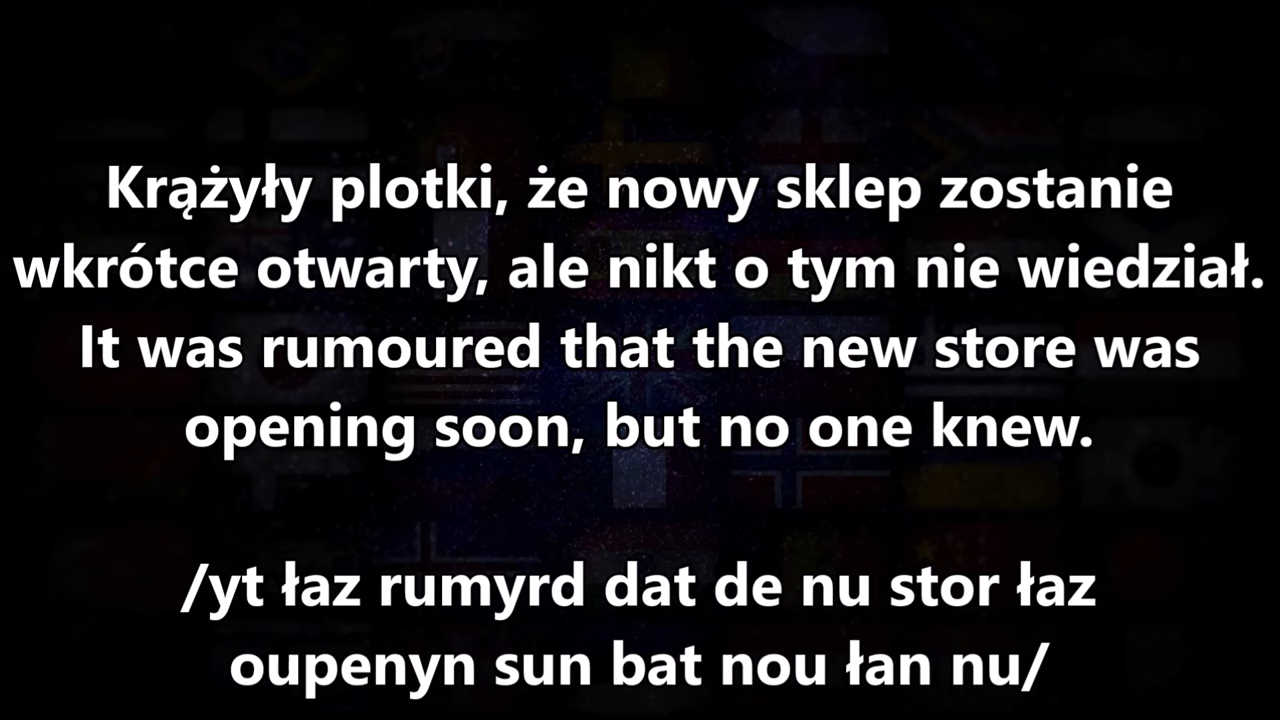 Krążyły plotki, że nowy sklep zostanie
wkrótce otwarty, ale nikt o tym nie wiedział.
It was rumoured that the new store was
opening soon, but no one knew.
/yt łaz rumyrd dat de nu stor łaz
oupenyn sun bat nou łan nu/